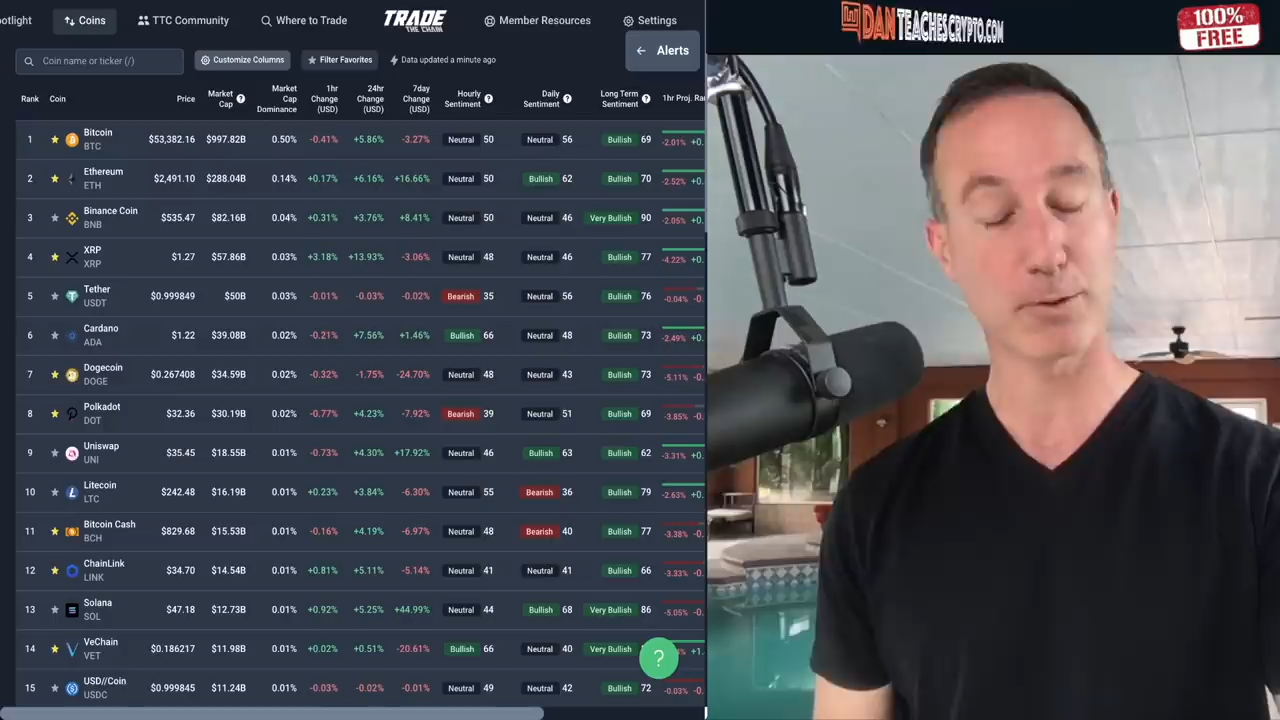 otlight Coins TTC Community Where to Trade TRADE THE CHAIN Member Resources Settings
Coin name or ticker (/) Customize Columns Filter Favorites Data updated a minute ago Alerts
Rank Coin Price Market Cap ? Market Cap Dominance 1hr Change (USD) 24hr Change (USD) 7day Change (USD) Hourly Sentiment ? Daily Sentiment ? Long Term Sentiment ? 1hr Proj. Ra
1 Bitcoin BTC $53,382.16 $997.82B 0.50% -0.41% +5.86% -3.27% Neutral 50 Neutral 56 Bullish 69 -2.01% +0.
2 Ethereum ETH $2,491.10 $288.04B 0.14% +0.17% +6.16% +16.66% Neutral 50 Bullish 62 Bullish 70 -2.52% +0.
3 Binance Coin BNB $535.47 $82.16B 0.04% +0.31% +3.76% +8.41% Neutral 50 Neutral 46 Very Bullish 90 -2.05% +0.
4 XRP XRP $1.27 $57.86B 0.03% +3.18% +13.93% -3.06% Neutral 48 Neutral 46 Bullish 77 -4.22% +0.
5 Tether USDT $0.999849 $50B 0.03% -0.01% -0.03% -0.02% Bearish 35 Neutral 56 Bullish 76 -0.04% -0.
6 Cardano ADA $1.22 $39.08B 0.02% -0.21% +7.56% +1.46% Bullish 66 Neutral 48 Bullish 73 -2.49% +0.
7 Dogecoin DOGE $0.267408 $34.59B 0.02% -0.32% -1.75% -24.70% Neutral 48 Neutral 43 Bullish 73 -5.11% -0.
8 Polkadot DOT $32.36 $30.19B 0.02% -0.77% +4.23% -7.92% Bearish 39 Neutral 51 Bullish 69 -3.85% -0.
9 Uniswap UNI $35.45 $18.55B 0.01% -0.73% +4.30% +17.92% Neutral 46 Bullish 63 Bullish 62 -3.31% +0.
10 Litecoin LTC $242.48 $16.19B 0.01% +0.23% +3.84% -6.30% Neutral 55 Bearish 36 Bullish 79 -2.63% +0.
11 Bitcoin Cash BCH $829.68 $15.53B 0.01% -0.16% +4.19% -6.97% Neutral 48 Bearish 40 Bullish 77 -3.38% -0.
12 ChainLink LINK $34.70 $14.54B 0.01% +0.81% +5.11% -5.14% Neutral 41 Neutral 41 Bullish 66 -3.33% -0.
13 Solana SOL $47.18 $12.73B 0.01% +0.92% +5.25% +44.99% Neutral 44 Bullish 68 Very Bullish 86 -5.05% -0.
14 VeChain VET $0.186217 $11.98B 0.01% +0.02% +0.51% -20.61% Bullish 66 Neutral 40 Very Bullish ?
15 USD//Coin USDC $0.999845 $11.24B 0.01% -0.03% -0.02% -0.01% Neutral 49 Neutral 42 Bullish 72 -0.03% -0.
DANTEACHESCRYPTO.COM
100%
FREE